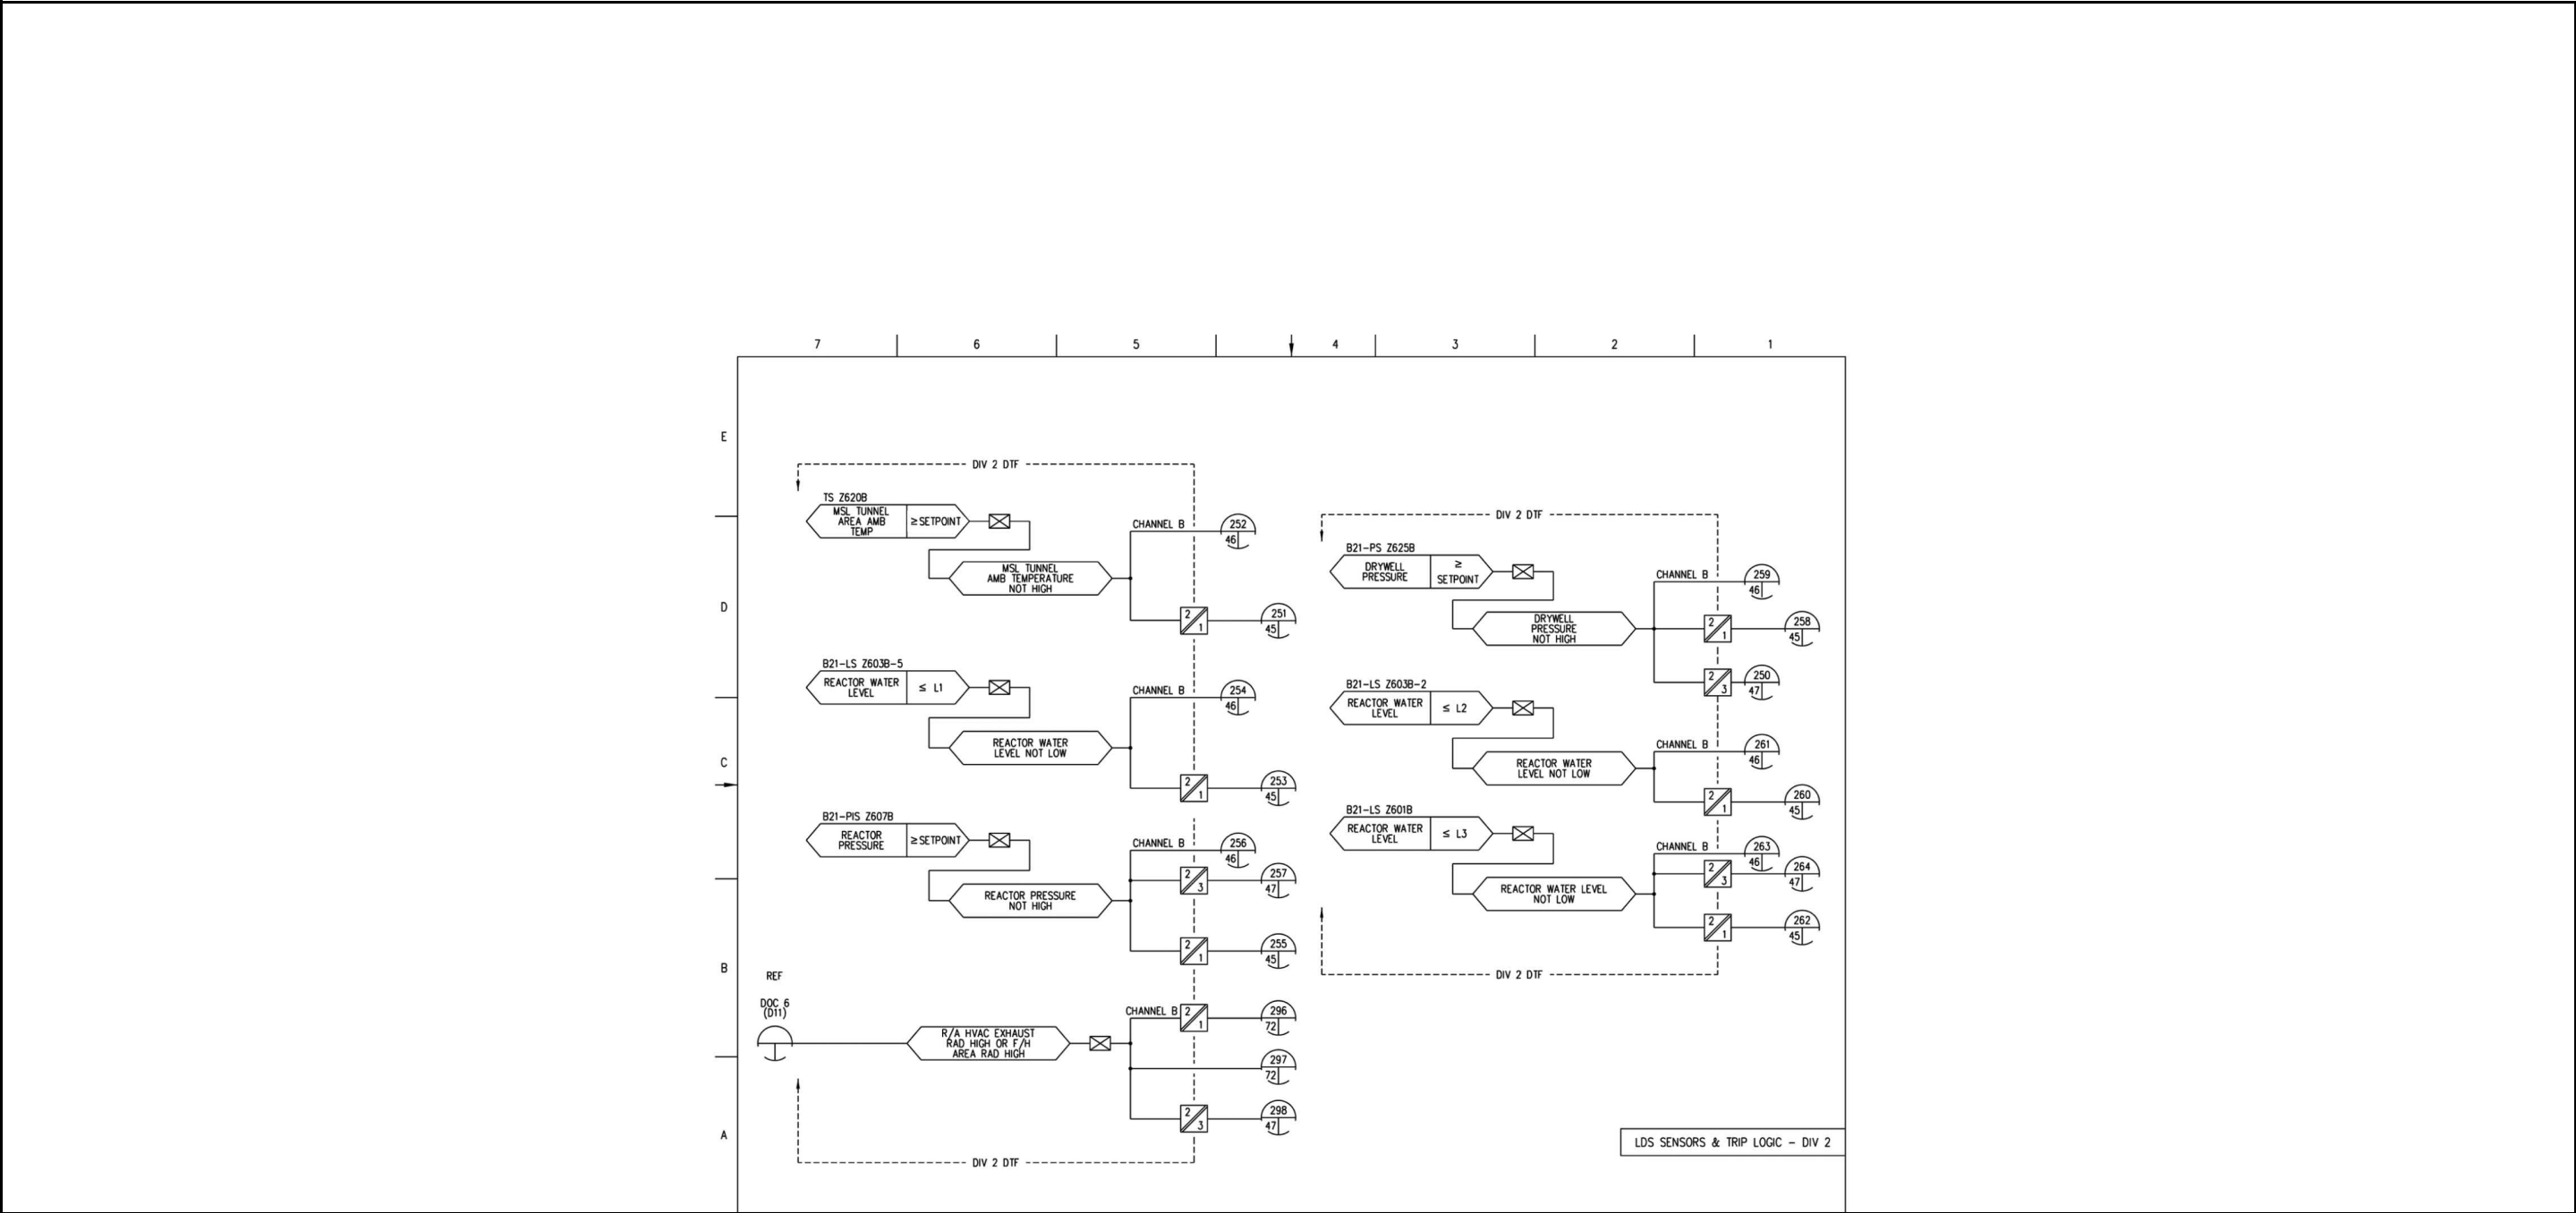 7 6 5 4 3 2 1
E
D
C
B
A
DIV 2 DTF
TS Z620B
MSL TUNNEL
AREA AMB
TEMP
≥SETPOINT
MSL TUNNEL
AMB TEMPERATURE
NOT HIGH
CHANNEL B
252
46
2
1
251
45
B21-LS Z603B-5
REACTOR WATER
LEVEL
≤ L1
REACTOR WATER
LEVEL NOT LOW
CHANNEL B
254
46
2
1
253
45
B21-PIS Z607B
REACTOR
PRESSURE
≥SETPOINT
REACTOR PRESSURE
NOT HIGH
CHANNEL B
256
46
2
3
257
47
2
1
255
45
REF
DOC 6
(D11)
R/A HVAC EXHAUST
RAD HIGH OR F/H
AREA RAD HIGH
CHANNEL B
2
1
296
72
297
72
2
3
298
47
DIV 2 DTF
DIV 2 DTF
B21-PS Z625B
DRYWELL
PRESSURE
≥
SETPOINT
DRYWELL
PRESSURE
NOT HIGH
CHANNEL B
259
46
2
1
258
45
2
3
250
47
B21-LS Z603B-2
REACTOR WATER
LEVEL
≤ L2
REACTOR WATER
LEVEL NOT LOW
CHANNEL B
261
46
2
1
260
45
B21-LS Z601B
REACTOR WATER
LEVEL
≤ L3
REACTOR WATER LEVEL
NOT LOW
CHANNEL B
263
46
2
3
264
47
2
1
262
45
DIV 2 DTF
LDS SENSORS & TRIP LOGIC - DIV 2